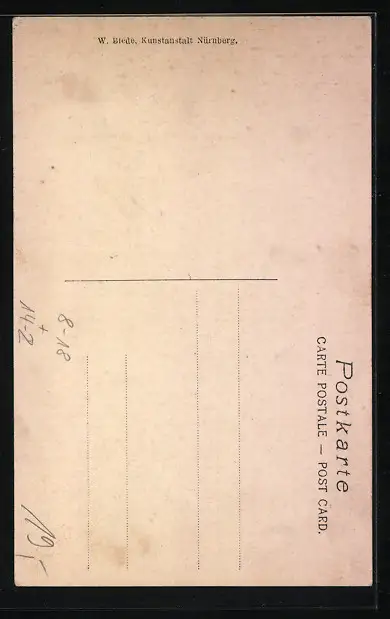 W. Biede, Kunstanstalt Nürnberg.
Postkarte
CARTE POSTALE — POST CARD.
8-18
+
14-2
19,-